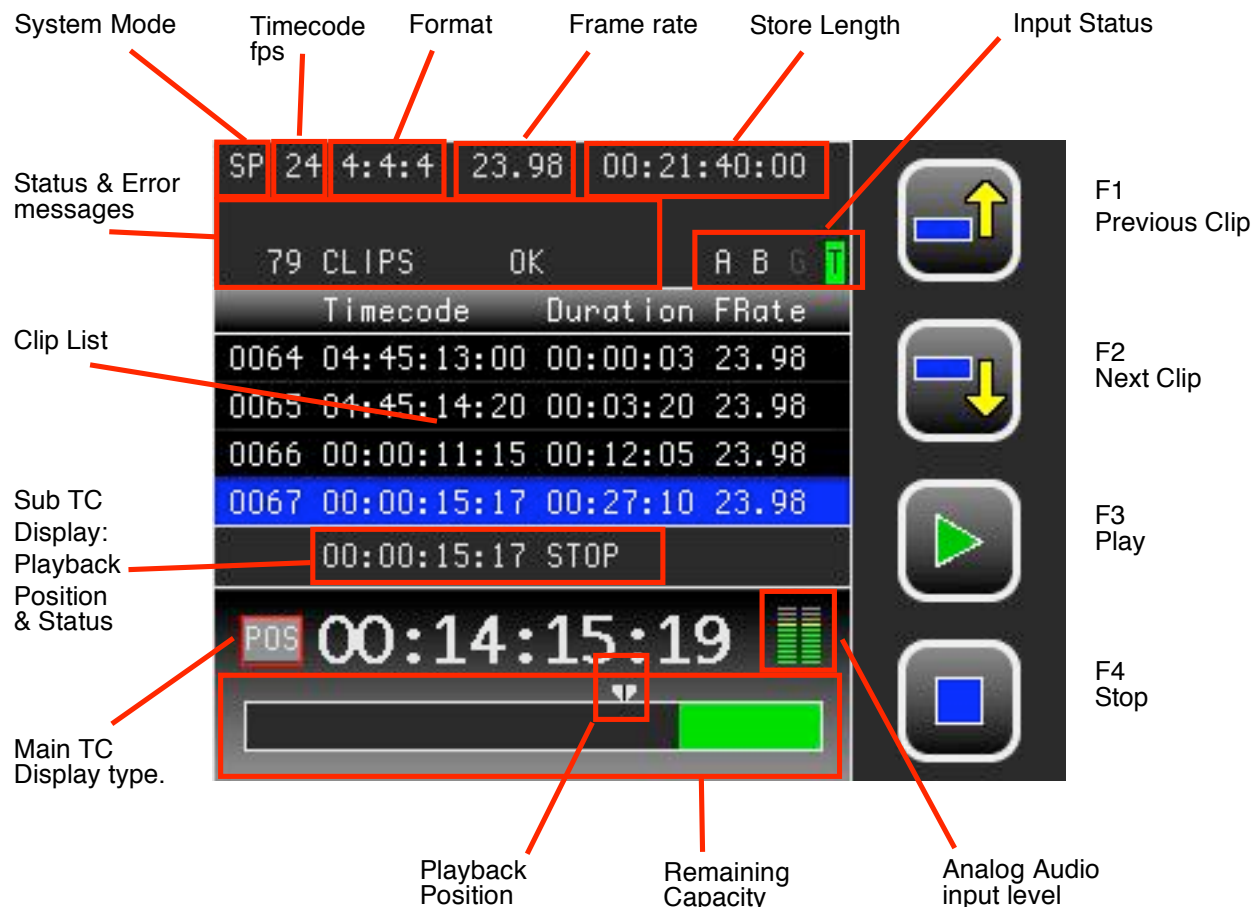 System Mode
Timecode
fps
Format
Frame rate
Store Length
Input Status
SP 24 4:4:4 23.98 00:21:40:00
Status & Error
messages
79 CLIPS OK A B G T
F1
Previous Clip
Timecode Duration FRate
Clip List
0064 04:45:13:00 00:00:03 23.98
0065 04:45:14:20 00:03:20 23.98
0066 00:00:11:15 00:12:05 23.98
0067 00:00:15:17 00:27:10 23.98
F2
Next Clip
Sub TC
Display:
Playback
Position
& Status
00:00:15:17 STOP
F3
Play
POS 00:14:15:19
F4
Stop
Main TC
Display type.
Playback
Position
Remaining
Capacity
Analog Audio
input level